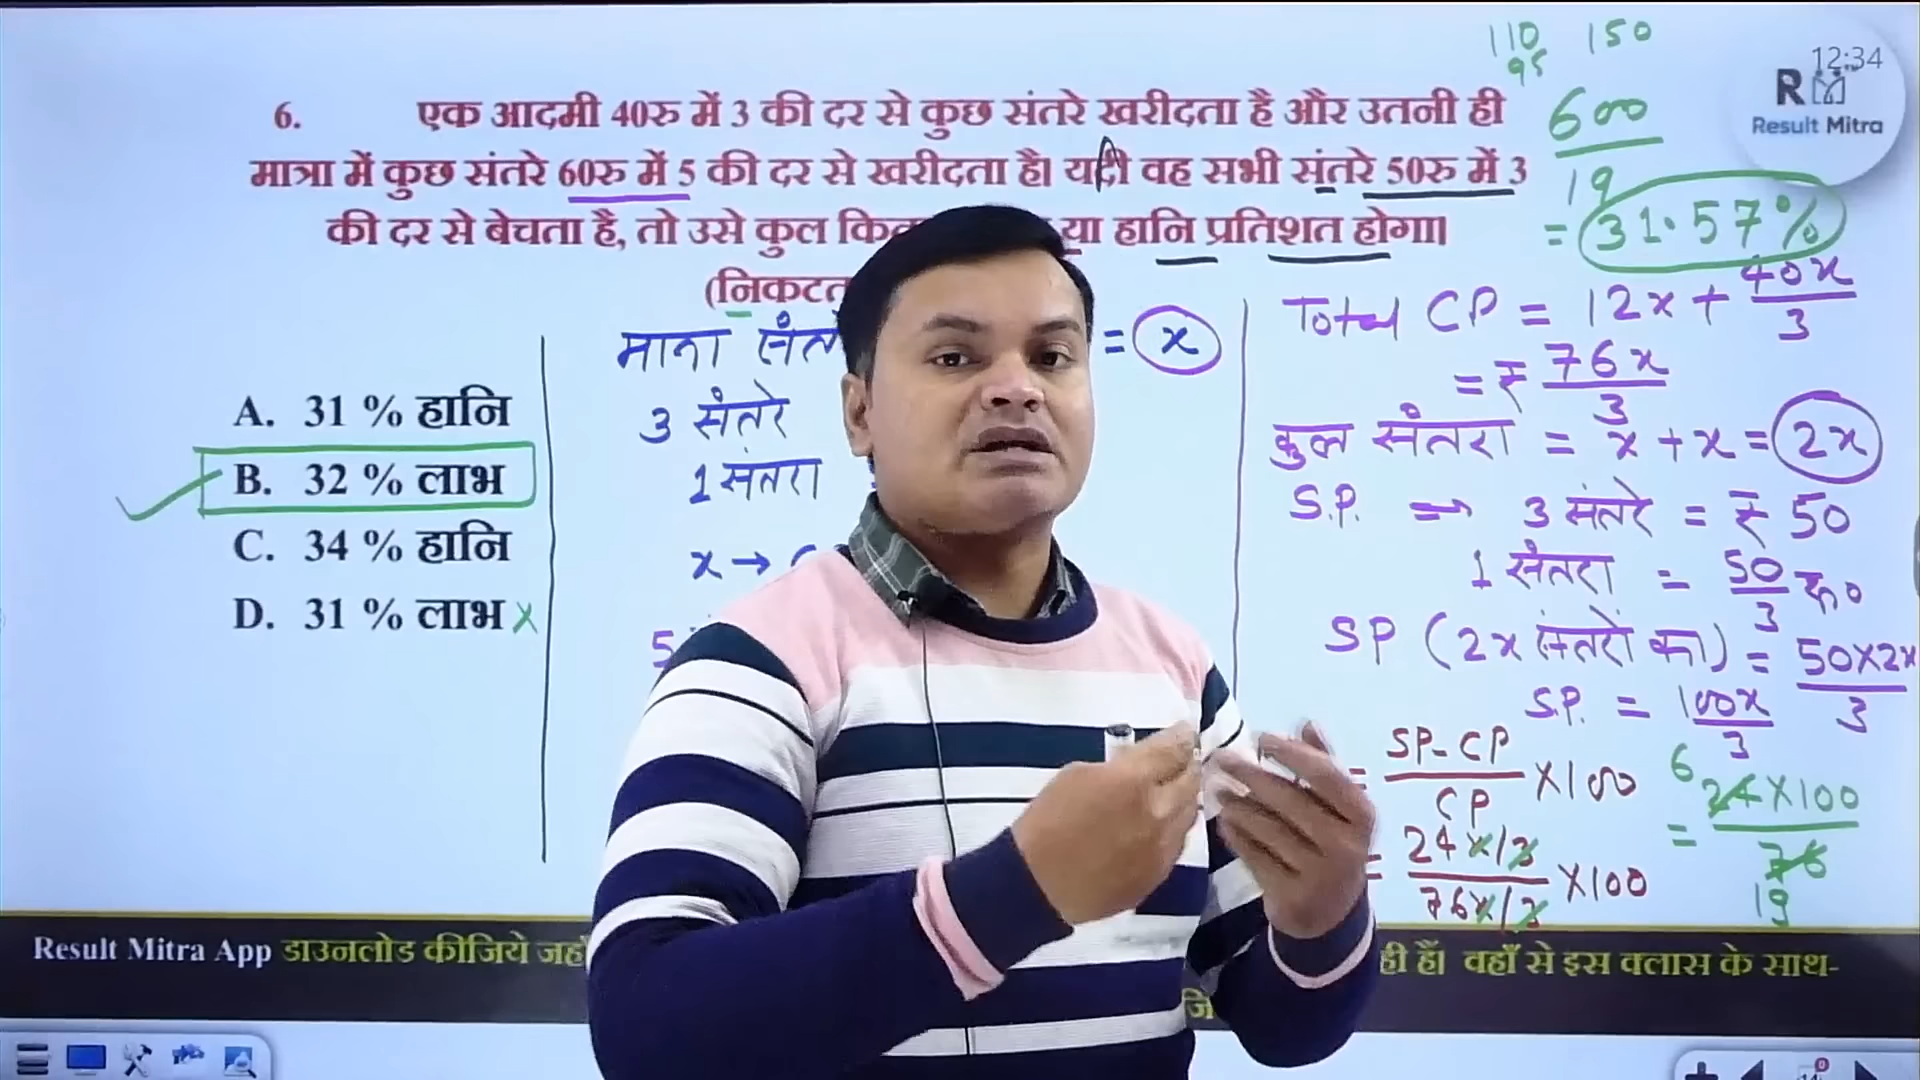 110 150
95
12:34
R
Result Mitra
6. एक आदमी 40रु में 3 की दर से कुछ संतरे खरीदता है और उतनी ही
मात्रा में कुछ संतरे 60रु में 5 की दर से खरीदता है। यदी वह सभी संतरे 50रु में 3
की दर से बेचता है, तो उसे कुल या हानि प्रतिशत होगा।
(निकटत
600
19
= 31.57%
A. 31 % हानि
B. 32 % लाभ
C. 34 % हानि
D. 31 % लाभ x
माना = x
3 संतरे
1 संतरा
x →
5
Total CP = 12x + 40x
3
= ₹ 76x
3
कुल संतरा = x + x = 2x
S.P. ⇒ 3 संतरे = ₹ 50
1 संतरा = 50 रु०
3
SP (2x संतरों का) = 50×2x
3
S.P. = 100x
3
= SP-CP ×100
CP
= 24x/3 ×100
76x/3
6
= 24×100
76
19
Result Mitra App डाउनलोड कीजिये ही हैं। वहाँ से इस क्लास के साथ-